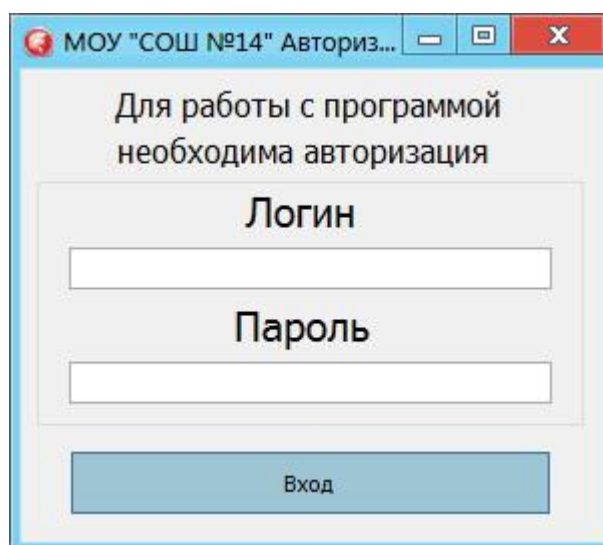 МОУ "СОШ №14" Авториз...
Для работы с программой
необходима авторизация
Логин
Пароль
Вход